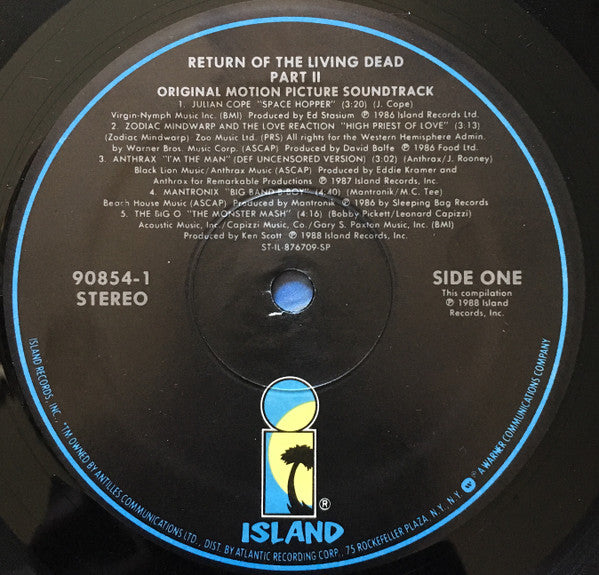 RETURN OF THE LIVING DEAD
PART II
ORIGINAL MOTION PICTURE SOUNDTRACK
1. JULIAN COPE "SPACE HOPPER" (3:20) (J. Cope)
Virgin-Nymph Music Inc. (BMI) Produced by Ed Stasium ℗ 1986 Island Records Ltd.
2. ZODIAC MINDWARP AND THE LOVE REACTION "HIGH PRIEST OF LOVE" (3:13)
(Zodiac Mindwarp) Zoo Music Ltd. (PRS) All rights for the Western Hemisphere Admin.
by Warner Bros. Music Corp. (ASCAP) Produced by David Balfe ℗ 1986 Food Ltd.
3. ANTHRAX "I'M THE MAN" (DEF UNCENSORED VERSION) (3:02) (Anthrax/J. Rooney)
Black Lion Music/Anthrax Music (ASCAP) Produced by Eddie Kramer and
Anthrox for Remarkable Productions ℗ 1987 Island Records, Inc.
4. MANTRONIX "BIG BAND B-BOY" (4:40) (Mantronik/M.C. Tee)
Beach House Music (ASCAP) Produced by Mantronik ℗ 1986 by Sleeping Bag Records
5. THE BIG O "THE MONSTER MASH" (4:16) (Bobby Pickett/Leonard Capizzi)
Acoustic Music, Inc./Capizzi Music, Co./Gary S. Paxton Music, Inc. (BMI)
Produced by Ken Scott ℗ 1988 Island Records, Inc.
ST-IL-876709-SP
90854-1
STEREO
SIDE ONE
This compilation
℗ 1988 Island
Records, Inc.
i
®
ISLAND
ISLAND RECORDS, INC., *TM OWNED BY ANTILLES COMMUNICATIONS LTD., DIST. BY ATLANTIC RECORDING CORP., 75 ROCKEFELLER PLAZA, N.Y., N.Y. ® A WARNER COMMUNICATIONS COMPANY